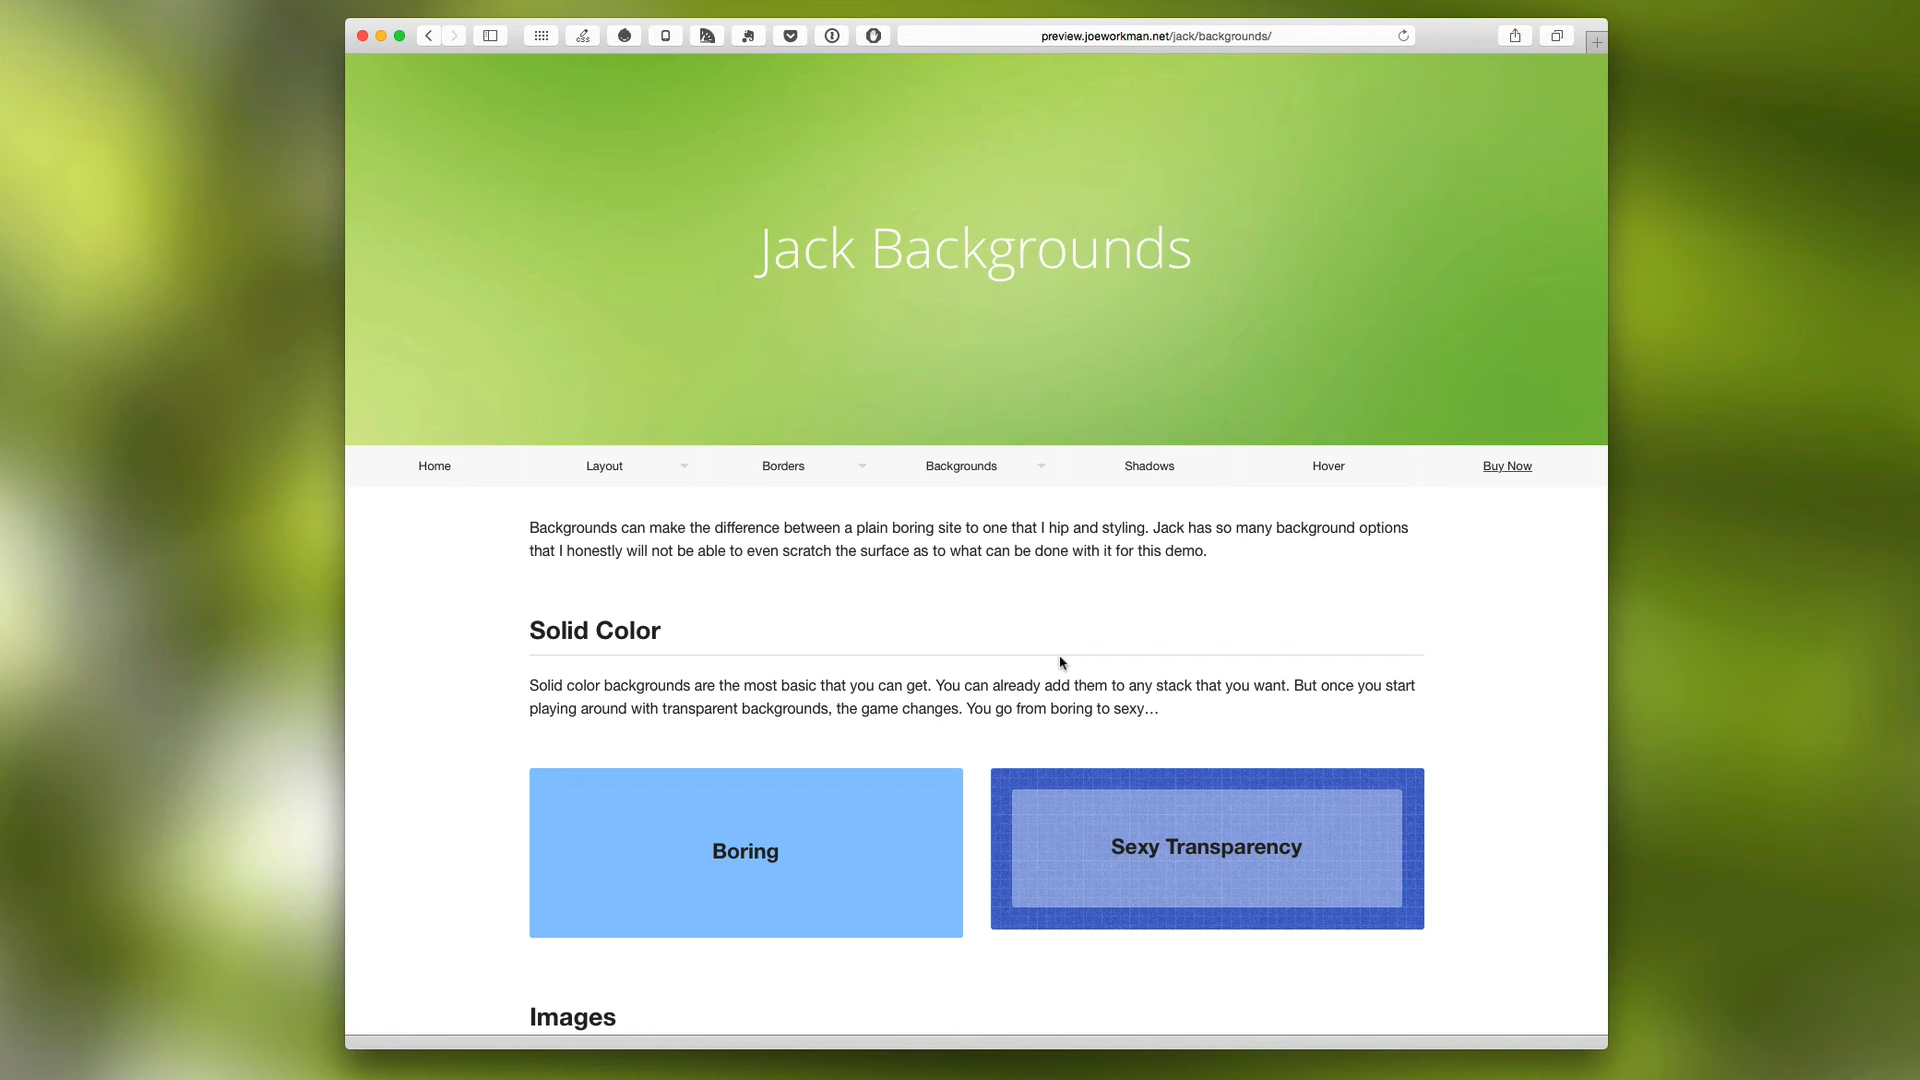 preview.joeworkman.net/jack/backgrounds/
Jack Backgrounds
Home Layout Borders Backgrounds Shadows Hover Buy Now
Backgrounds can make the difference between a plain boring site to one that I hip and styling. Jack has so many background options
that I honestly will not be able to even scratch the surface as to what can be done with it for this demo.
Solid Color
Solid color backgrounds are the most basic that you can get. You can already add them to any stack that you want. But once you start
playing around with transparent backgrounds, the game changes. You go from boring to sexy…
Boring
Sexy Transparency
Images